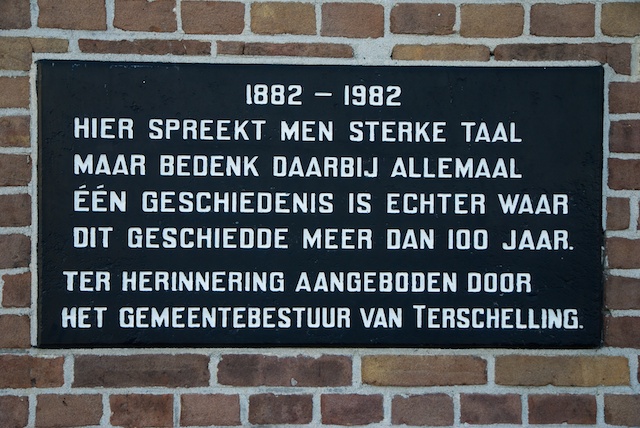 1882 – 1982
HIER SPREEKT MEN STERKE TAAL
MAAR BEDENK DAARBIJ ALLEMAAL
ÉÉN GESCHIEDENIS IS ECHTER WAAR
DIT GESCHIEDDE MEER DAN 100 JAAR.
TER HERINNERING AANGEBODEN DOOR
HET GEMEENTEBESTUUR VAN TERSCHELLING.